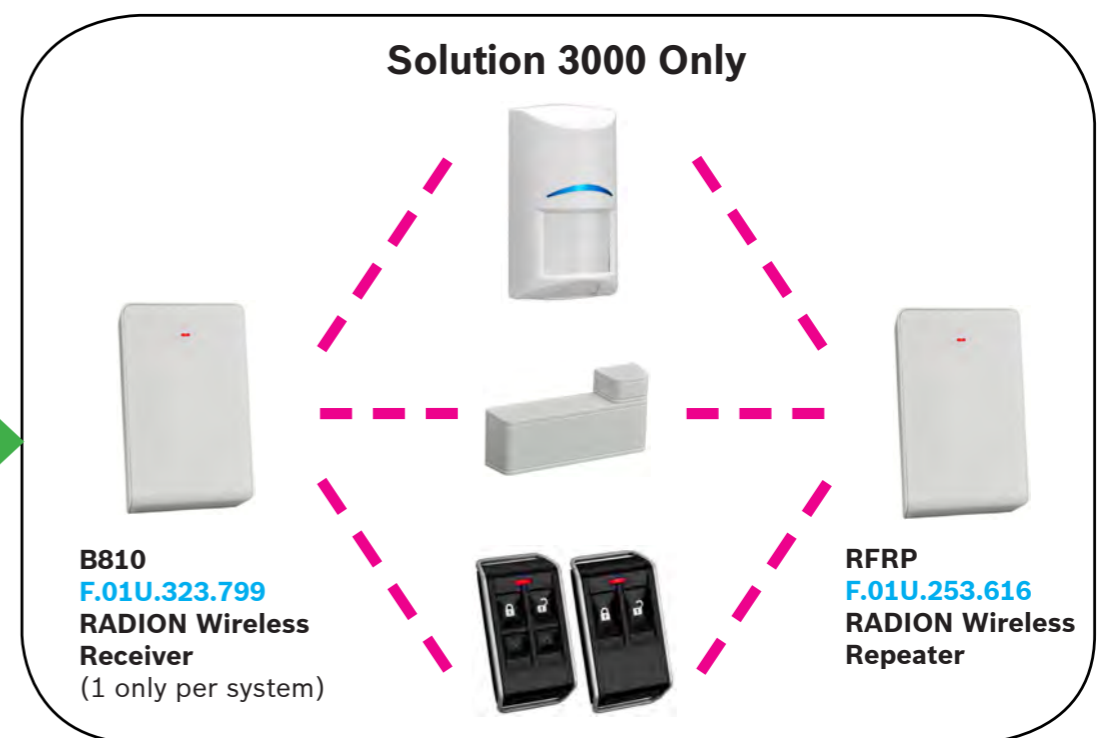 Solution 3000 Only
B810
F.01U.323.799
RADION Wireless
Receiver
(1 only per system)
RFRP
F.01U.253.616
RADION Wireless
Repeater